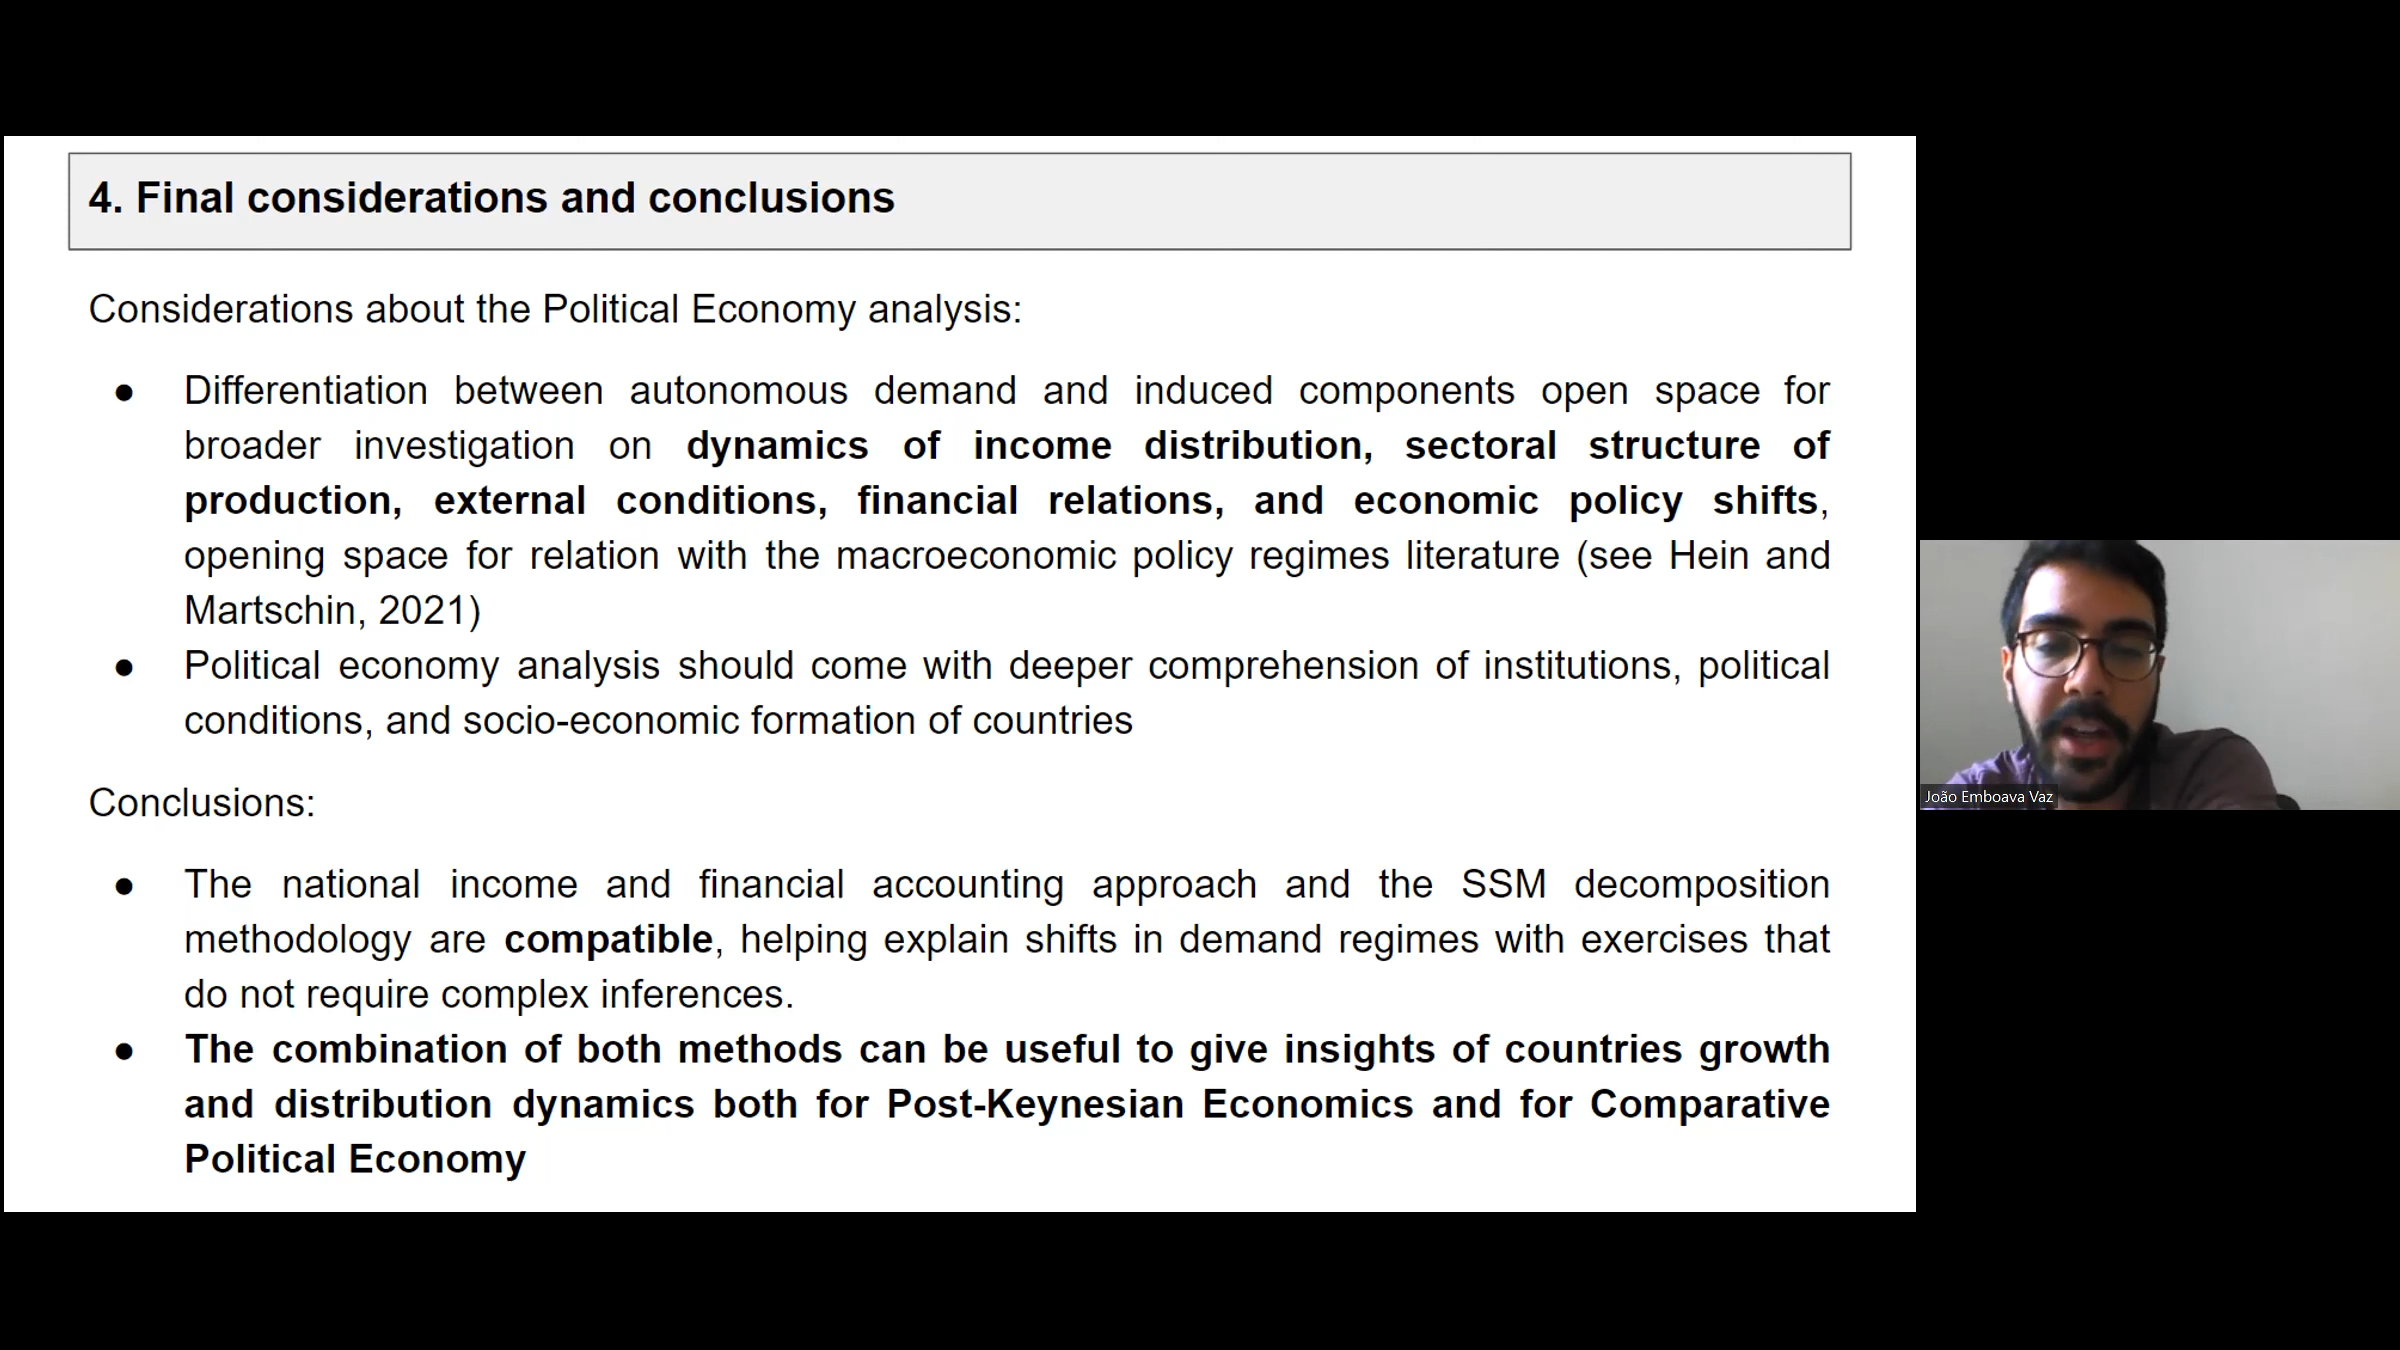 4. Final considerations and conclusions
Considerations about the Political Economy analysis:
● Differentiation between autonomous demand and induced components open space for
broader investigation on dynamics of income distribution, sectoral structure of
production, external conditions, financial relations, and economic policy shifts,
opening space for relation with the macroeconomic policy regimes literature (see Hein and
Martschin, 2021)
● Political economy analysis should come with deeper comprehension of institutions, political
conditions, and socio-economic formation of countries
Conclusions:
● The national income and financial accounting approach and the SSM decomposition
methodology are compatible, helping explain shifts in demand regimes with exercises that
do not require complex inferences.
● The combination of both methods can be useful to give insights of countries growth
and distribution dynamics both for Post-Keynesian Economics and for Comparative
Political Economy
João Emboava Vaz